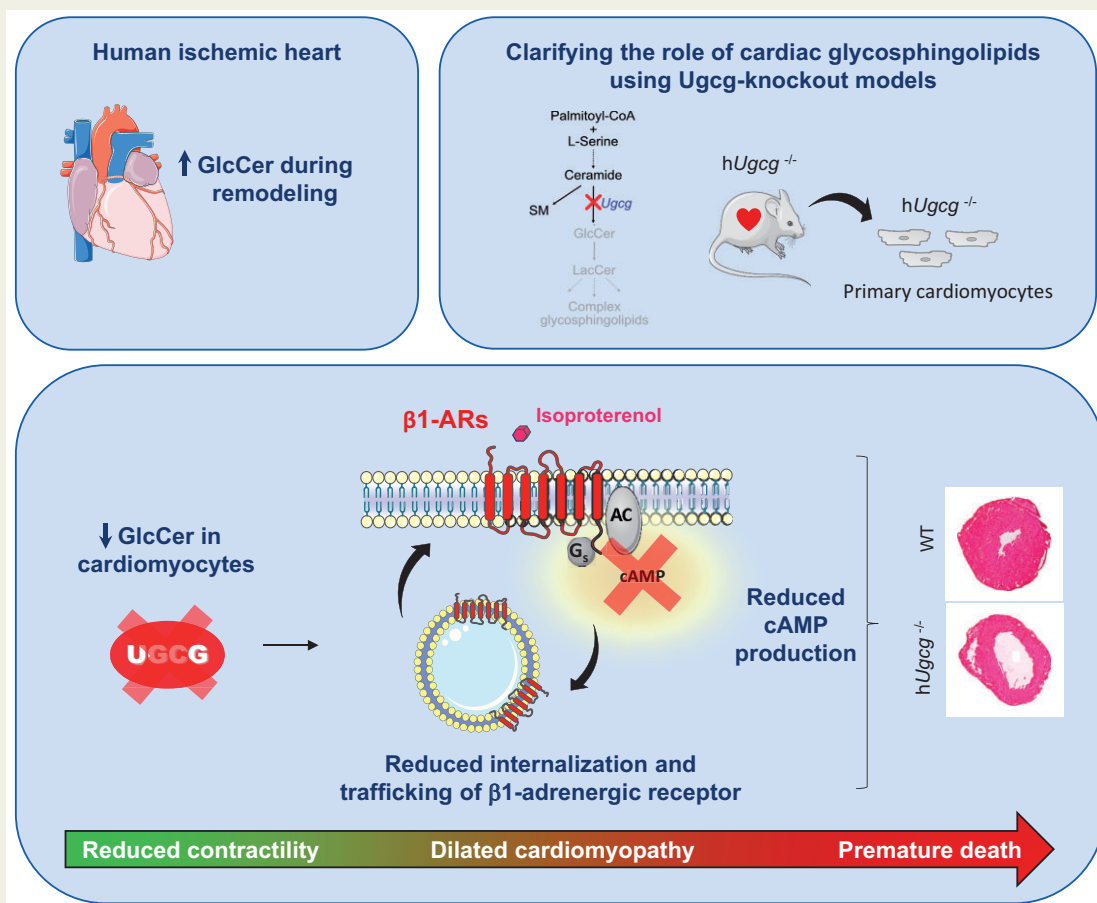 Human ischemic heart
↑ GlcCer during
remodeling
Clarifying the role of cardiac glycosphingolipids
using Ugcg-knockout models
Palmitoyl-CoA
+
L-Serine
Ceramide
SM
Ugcg
GlcCer
LacCer
Complex
glycosphingolipids
hUgcg -/-
hUgcg -/-
Primary cardiomyocytes
β1-ARs
Isoproterenol
AC
Gs
cAMP
↓ GlcCer in
cardiomyocytes
UGCG
Reduced
cAMP
production
WT
hUgcg -/-
Reduced internalization and
trafficking of β1-adrenergic receptor
Reduced contractility Dilated cardiomyopathy Premature death